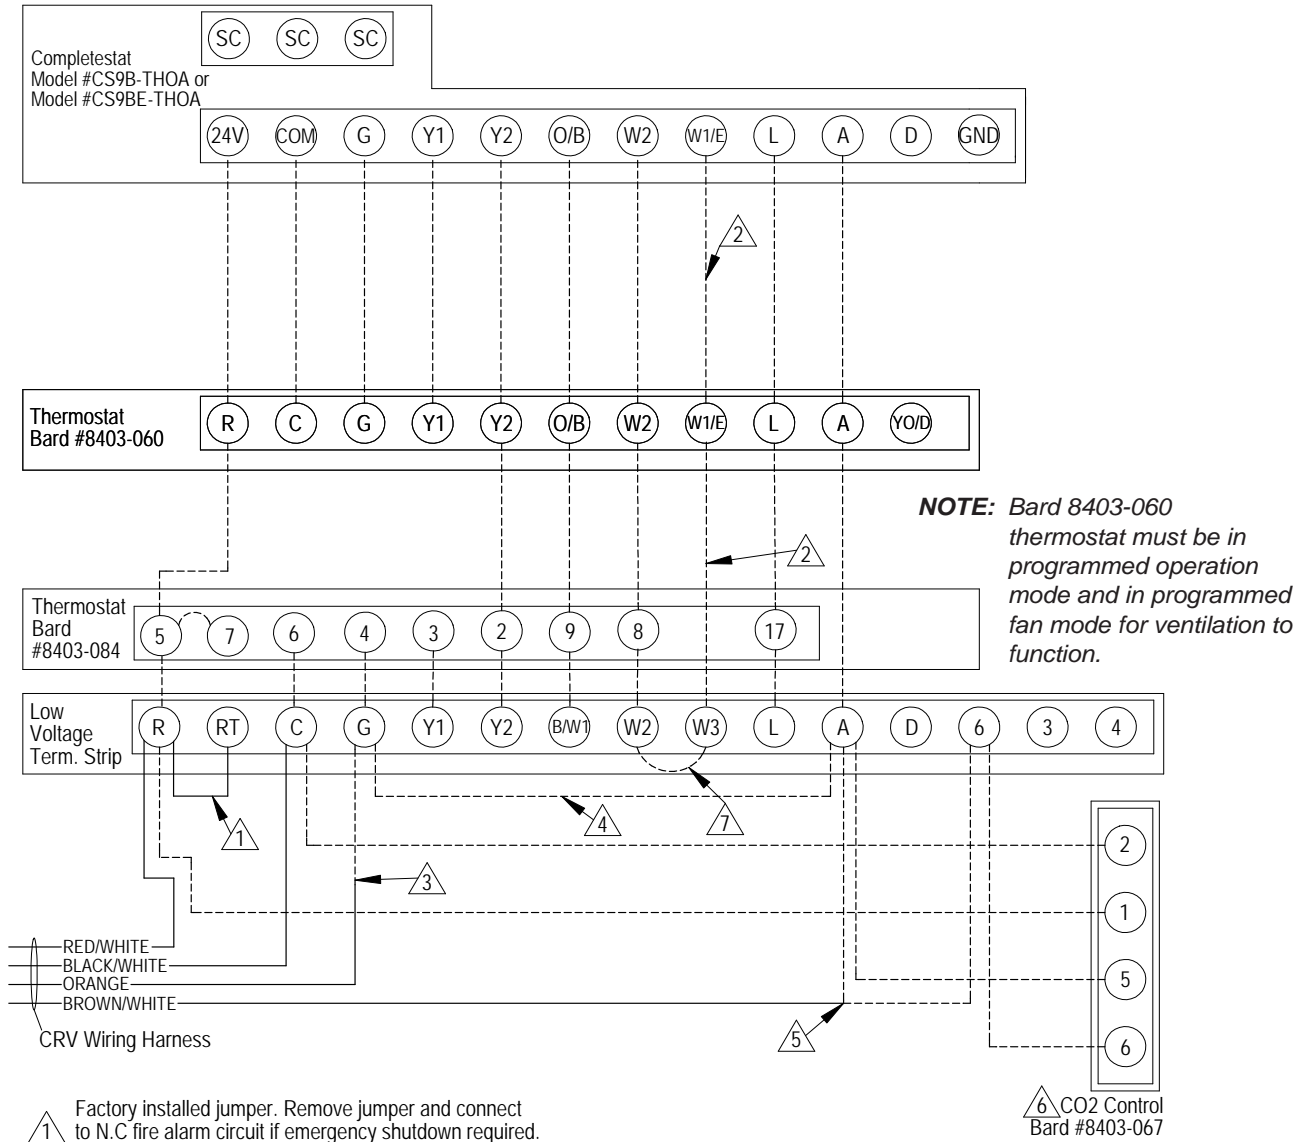 SC SC SC
Completestat
Model #CS9B-THOA or
Model #CS9BE-THOA
24V COM G Y1 Y2 O/B W2 W1/E L A D GND
2
Thermostat
Bard #8403-060
R C G Y1 Y2 O/B W2 W1/E L A YO/D
NOTE: Bard 8403-060
thermostat must be in
programmed operation
mode and in programmed
fan mode for ventilation to
function.
2
Thermostat
Bard
#8403-084
5 7 6 4 3 2 9 8 17
Low
Voltage
Term. Strip
R RT C G Y1 Y2 B/W1 W2 W3 L A D 6 3 4
1 4 7
2
3
1
RED/WHITE
BLACK/WHITE
ORANGE
BROWN/WHITE
5
CRV Wiring Harness
5
6
6 CO2 Control
Bard #8403-067
1 Factory installed jumper. Remove jumper and connect
to N.C fire alarm circuit if emergency shutdown required.